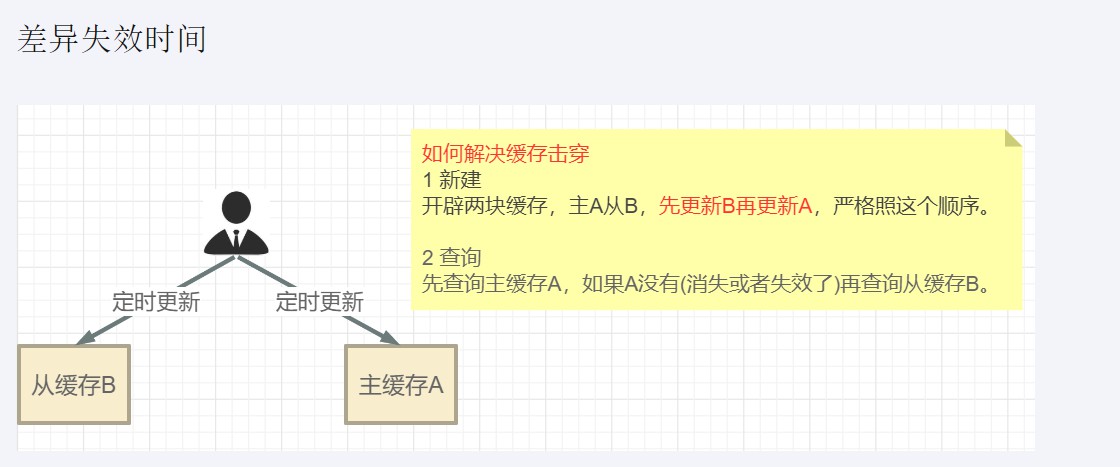 差异失效时间
如何解决缓存击穿
1 新建
开辟两块缓存，主A从B，先更新B再更新A，严格照这个顺序。
2 查询
先查询主缓存A，如果A没有(消失或者失效了)再查询从缓存B。
定时更新
定时更新
从缓存B
主缓存A